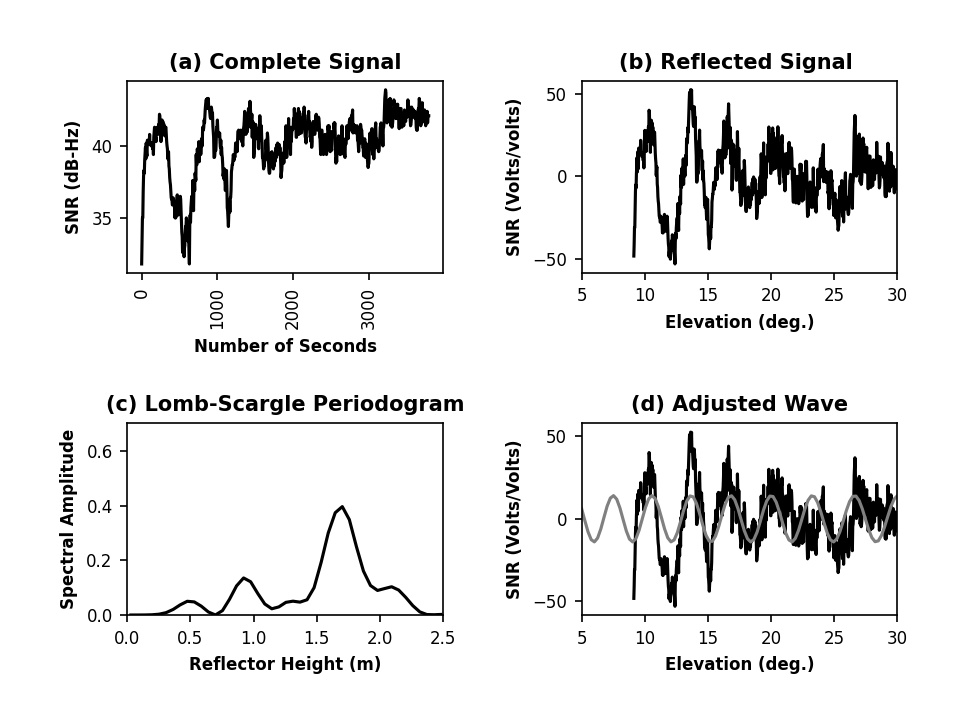 (a) Complete Signal
SNR (dB-Hz)
40
35
0
1000
2000
3000
Number of Seconds
(b) Reflected Signal
SNR (Volts/volts)
50
0
−50
5 10 15 20 25 30
Elevation (deg.)
(c) Lomb-Scargle Periodogram
Spectral Amplitude
0.6
0.4
0.2
0.0
0.0 0.5 1.0 1.5 2.0 2.5
Reflector Height (m)
(d) Adjusted Wave
SNR (Volts/Volts)
50
0
−50
5 10 15 20 25 30
Elevation (deg.)